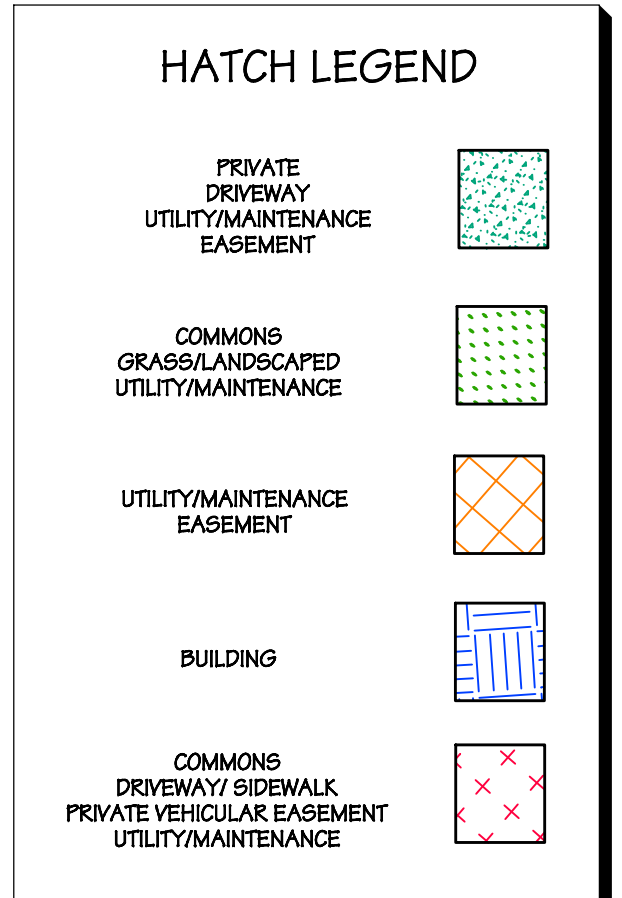 HATCH LEGEND
PRIVATE
DRIVEWAY
UTILITY/MAINTENANCE
EASEMENT
COMMONS
GRASS/LANDSCAPED
UTILITY/MAINTENANCE
UTILITY/MAINTENANCE
EASEMENT
BUILDING
COMMONS
DRIVEWAY/ SIDEWALK
PRIVATE VEHICULAR EASEMENT
UTILITY/MAINTENANCE